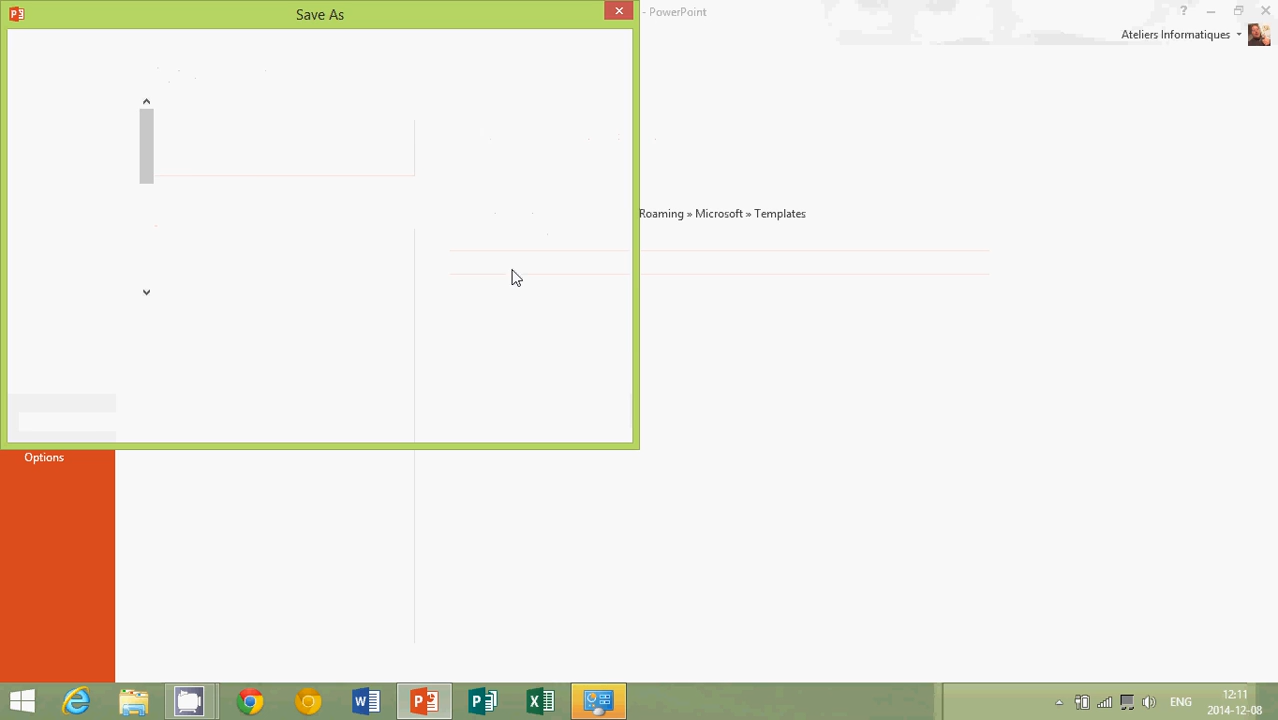 Save As
- PowerPoint
Ateliers Informatiques
Roaming » Microsoft » Templates
Options
ENG
12:11
2014-12-08